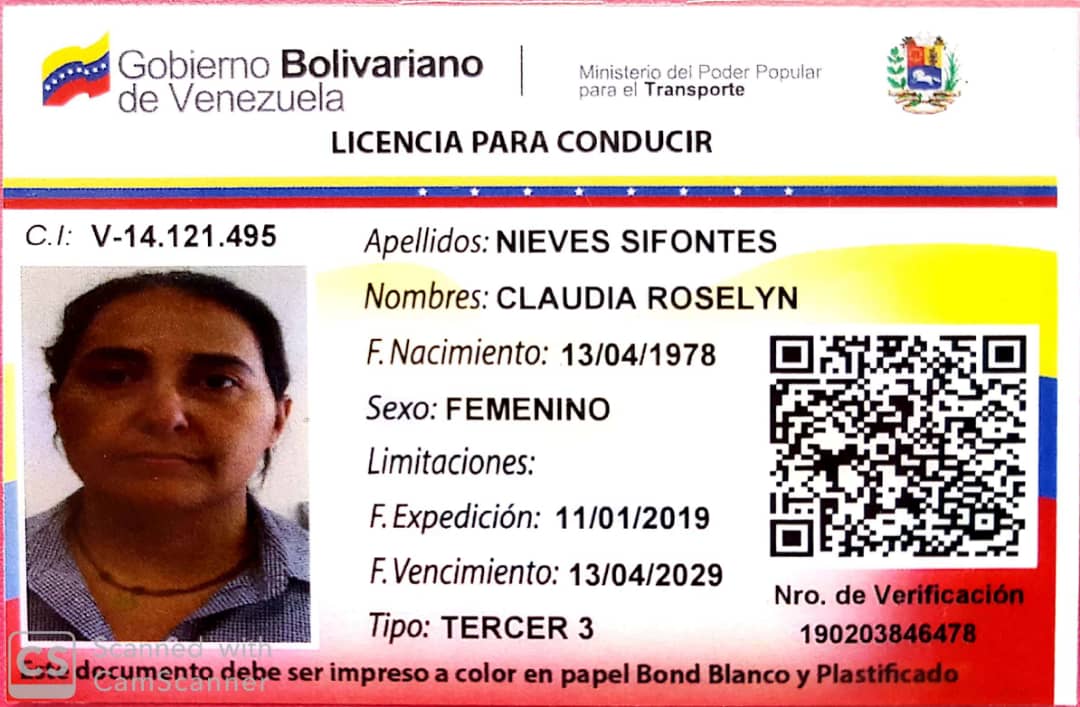 Gobierno Bolivariano
de Venezuela
Ministerio del Poder Popular
para el Transporte
LICENCIA PARA CONDUCIR
C.I: V-14.121.495
Apellidos: NIEVES SIFONTES
Nombres: CLAUDIA ROSELYN
F. Nacimiento: 13/04/1978
Sexo: FEMENINO
Limitaciones:
F. Expedición: 11/01/2019
F. Vencimiento: 13/04/2029
Tipo: TERCER 3
Nro. de Verificación
190203846478
Este documento debe ser impreso a color en papel Bond Blanco y Plastificado
CS
Scanned with
CamScanner